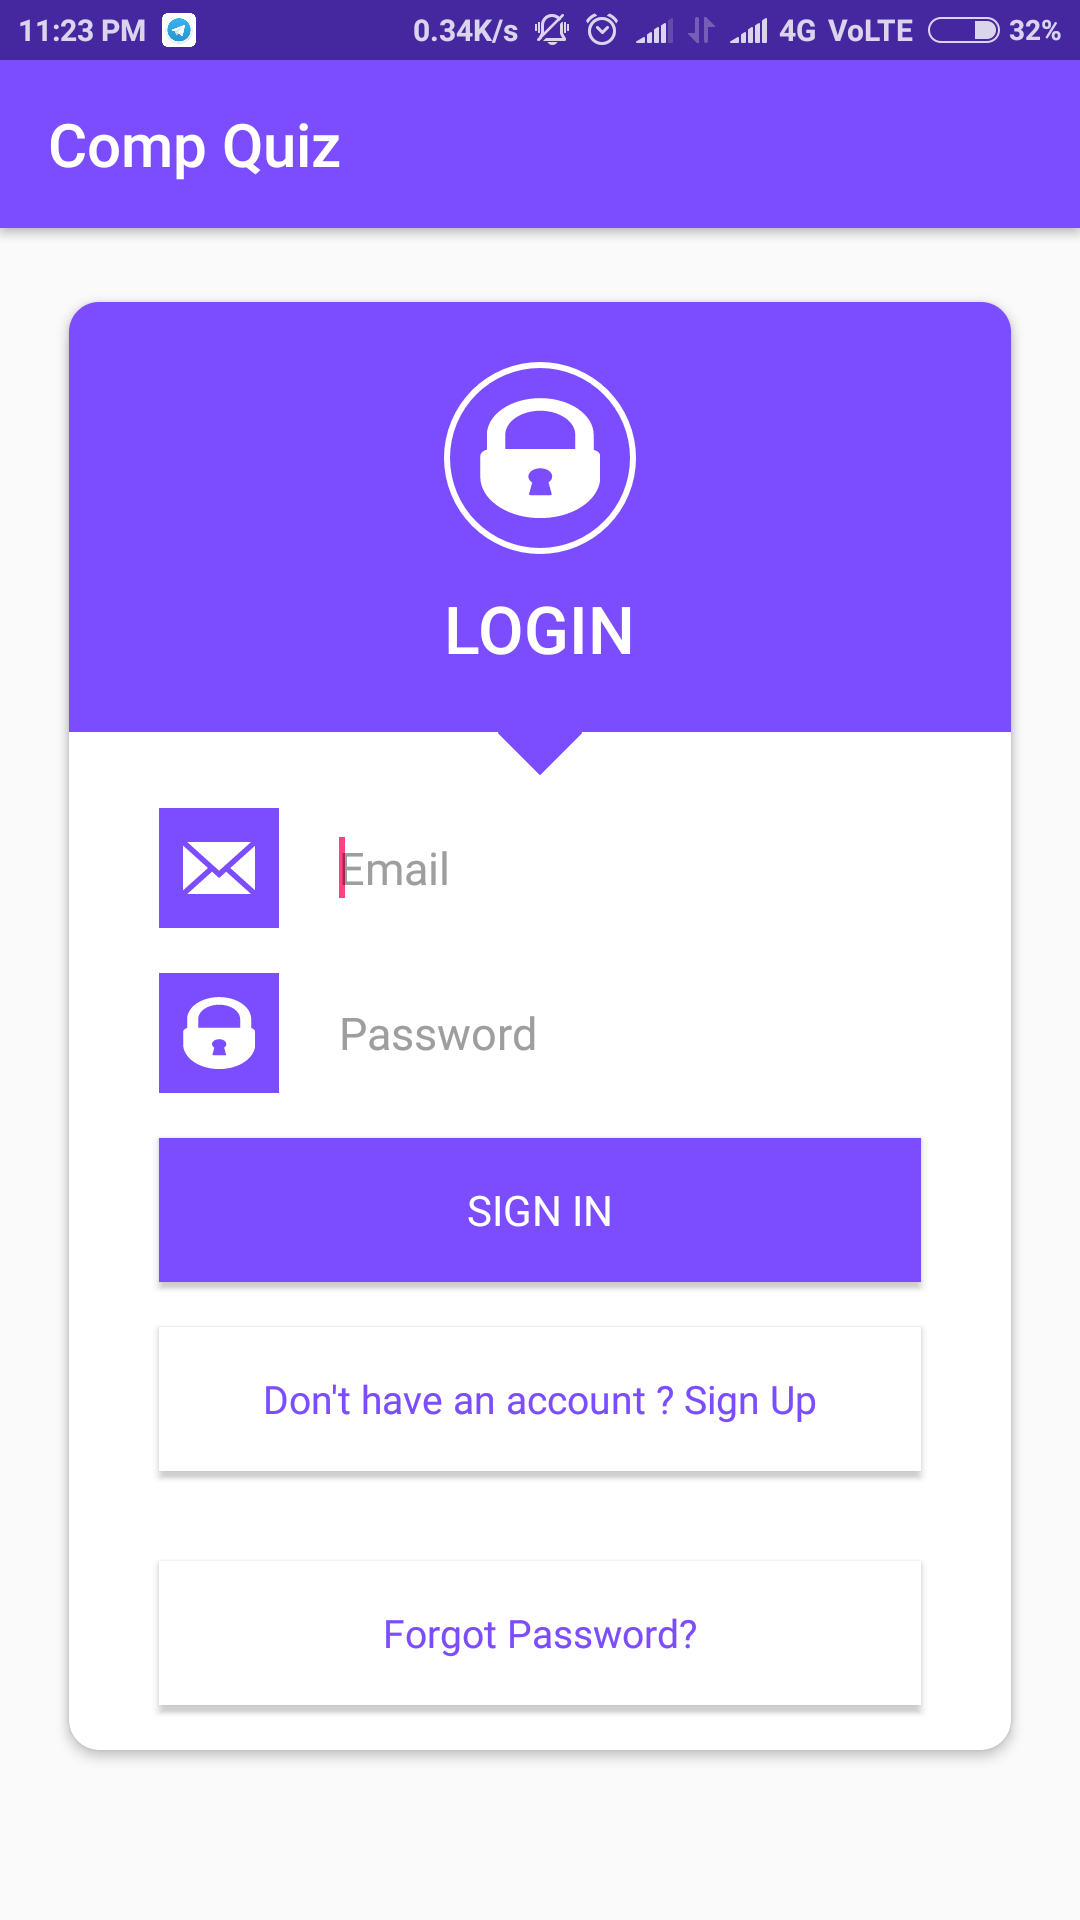 11:23 PM 0.34K/s 4G VoLTE 32%
Comp Quiz
LOGIN
Email
Password
SIGN IN
Don't have an account ? Sign Up
Forgot Password?